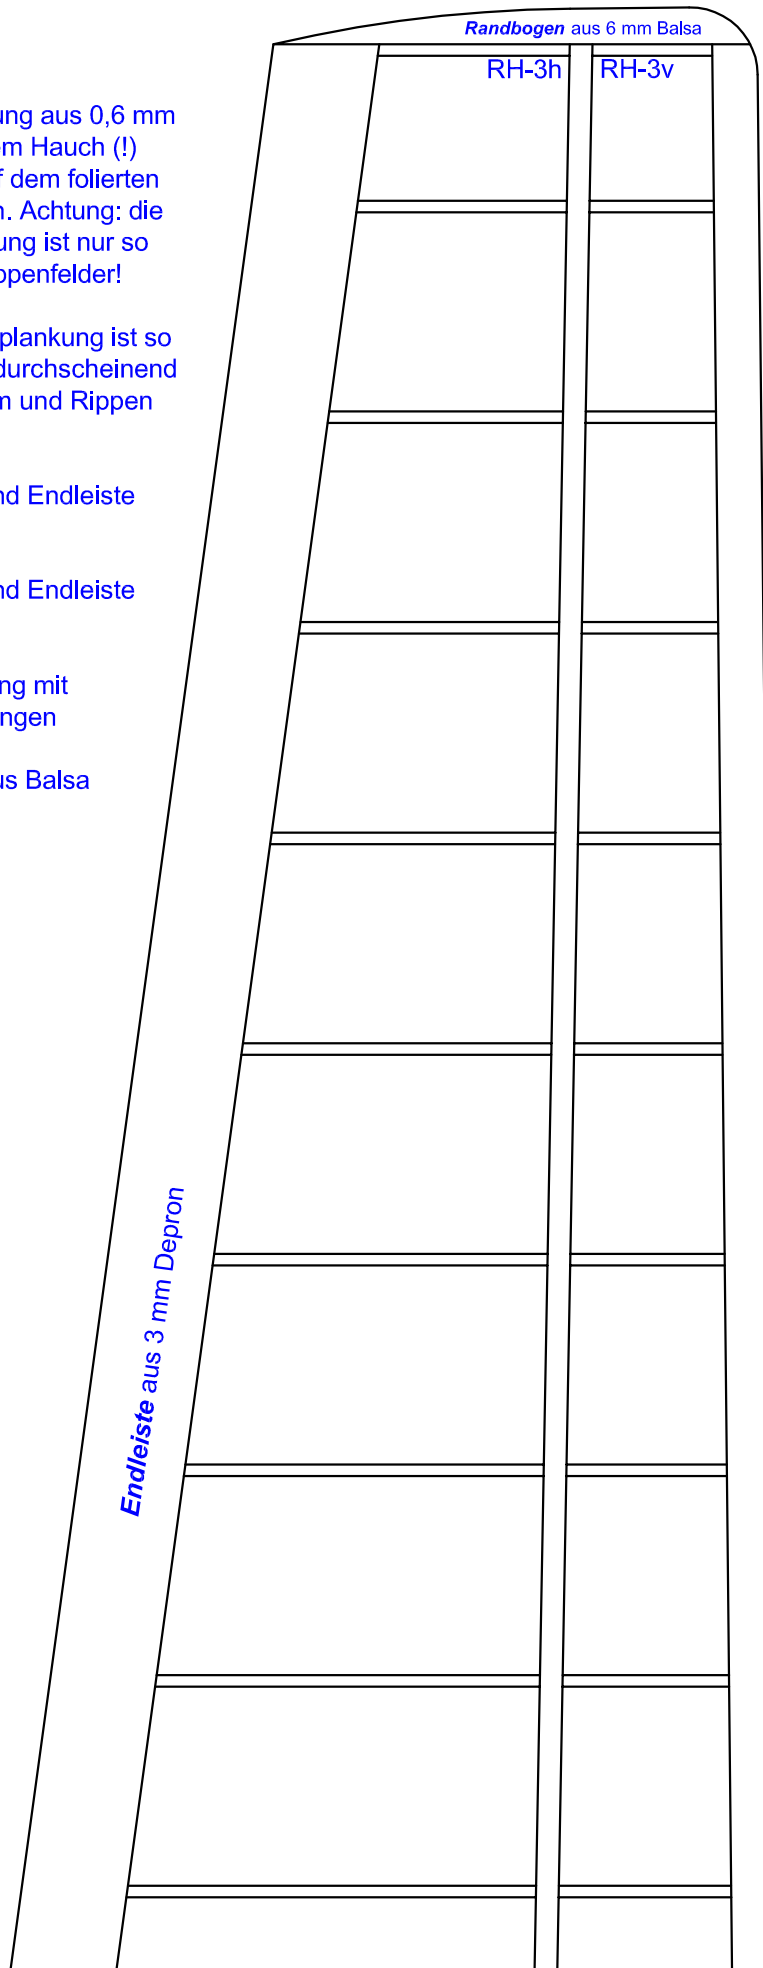 Randbogen aus 6 mm Balsa
RH-3h RH-3v
ung aus 0,6 mm
em Hauch (!)
f dem folierten
n. Achtung: die
ung ist nur so
ppenfelder!
plankung ist so
durchscheinend
m und Rippen
nd Endleiste
nd Endleiste
ng mit
ngen
us Balsa
Endleiste aus 3 mm Depron